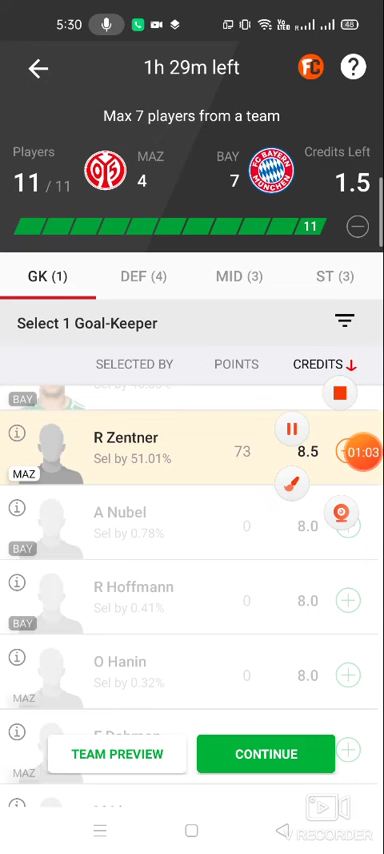 5:30
48
1h 29m left
FC
?
Max 7 players from a team
Players
11 / 11
MAZ
4
BAY
7
Credits Left
1.5
11
GK (1)
DEF (4)
MID (3)
ST (3)
Select 1 Goal-Keeper
SELECTED BY
POINTS
CREDITS
BAY
R Zentner
Sel by 51.01%
73
8.5
01:03
MAZ
A Nubel
Sel by 0.78%
0
8.0
BAY
R Hoffmann
Sel by 0.41%
0
8.0
BAY
O Hanin
Sel by 0.32%
0
8.0
MAZ
MAZ
TEAM PREVIEW
CONTINUE
RECORDER